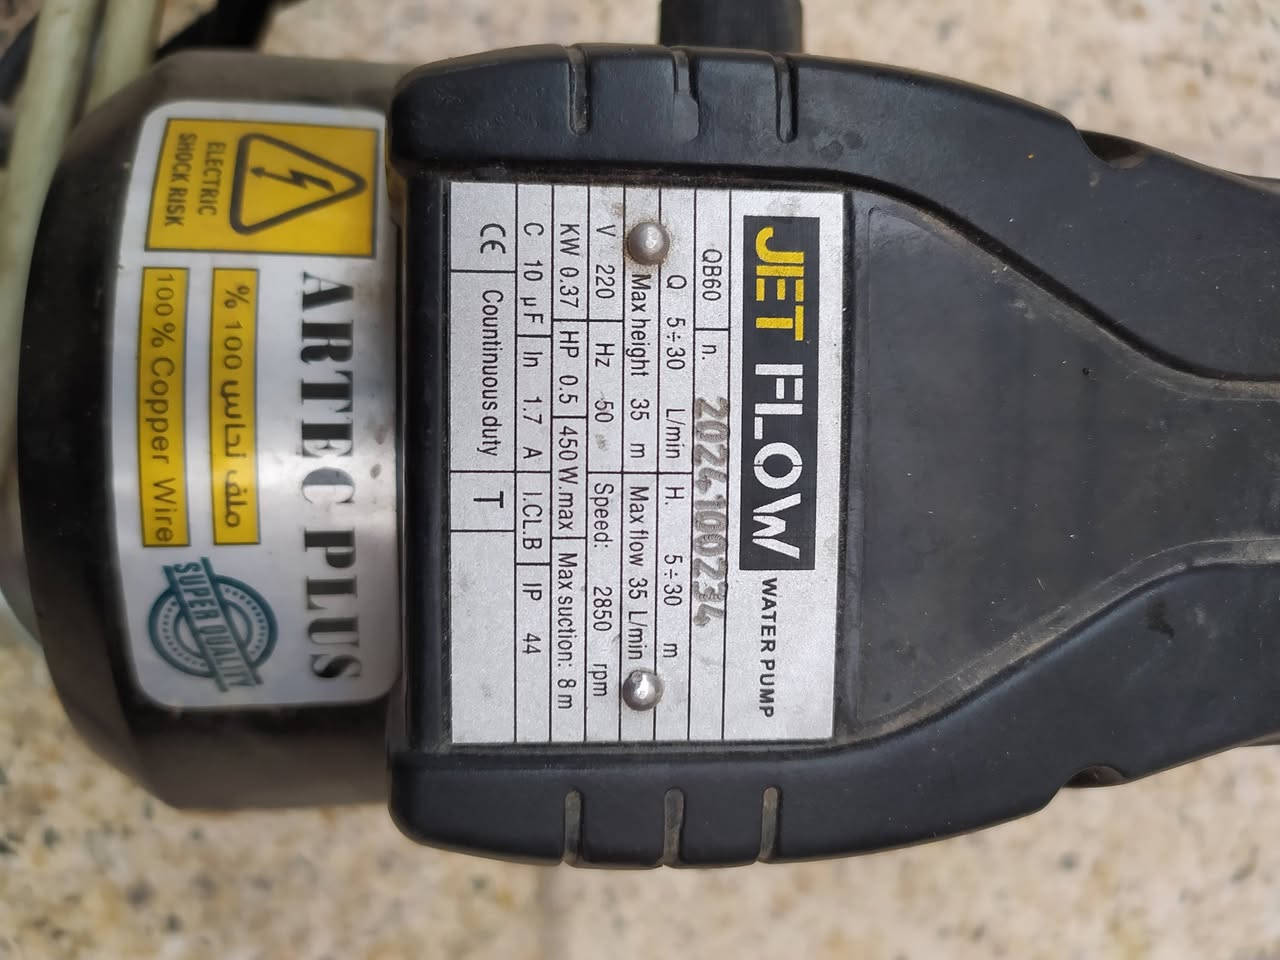 JET FLOW WATER PUMP
QB60 n. 2024100234
Q 5÷30 L/min H. 5÷30 m
Max height 35 m Max flow 35 L/min
V 220 Hz 50 Speed: 2850 rpm
KW 0.37 HP 0.5 450W.max Max suction: 8 m
C 10 µF In 1.7 A I.CL.B IP 44
CE Countinuous duty T
ELECTRIC
SHOCK RISK
ARTEC PLUS
ملف نحاس 100 %
100 % Copper Wire
SUPER QUALITY